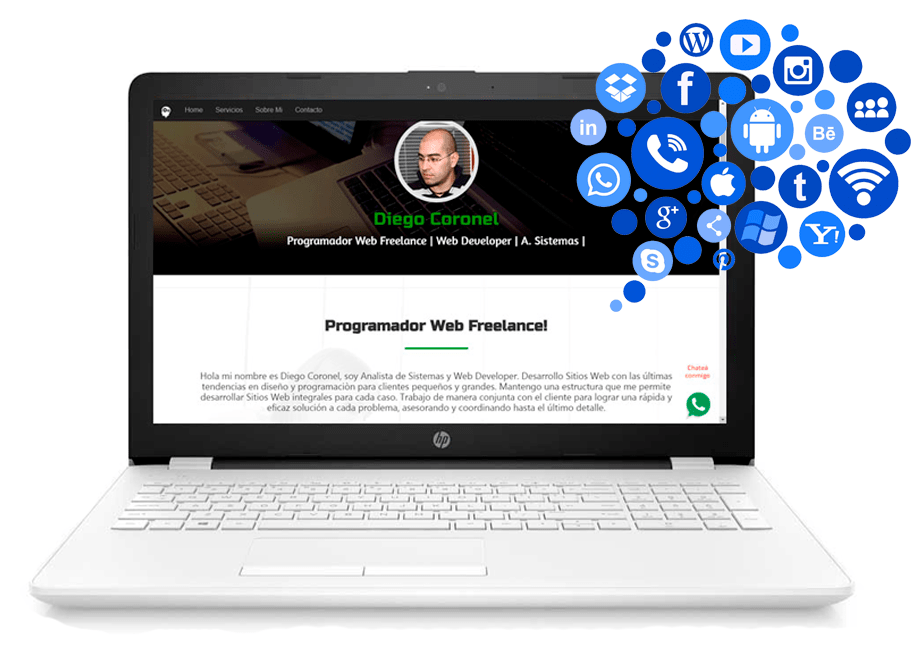 Home Servicios Sobre Mi Contacto
Diego Coronel
Programador Web Freelance | Web Developer | A. Sistemas |
Programador Web Freelance!
Hola mi nombre es Diego Coronel, soy Analista de Sistemas y Web Developer. Desarrollo Sitios Web con las últimas
tendencias en diseño y programaciòn para clientes pequeños y grandes. Mantengo una estructura que me permite
desarrollar Sitios Web integrales para cada caso. Trabajo de manera conjunta con el cliente para lograr una rápida y
eficaz solución a cada problema, asesorando y coordinando hasta el último detalle.
Chatea
conmigo
hp
W
f
in
Bē
t
g+
Y!
S